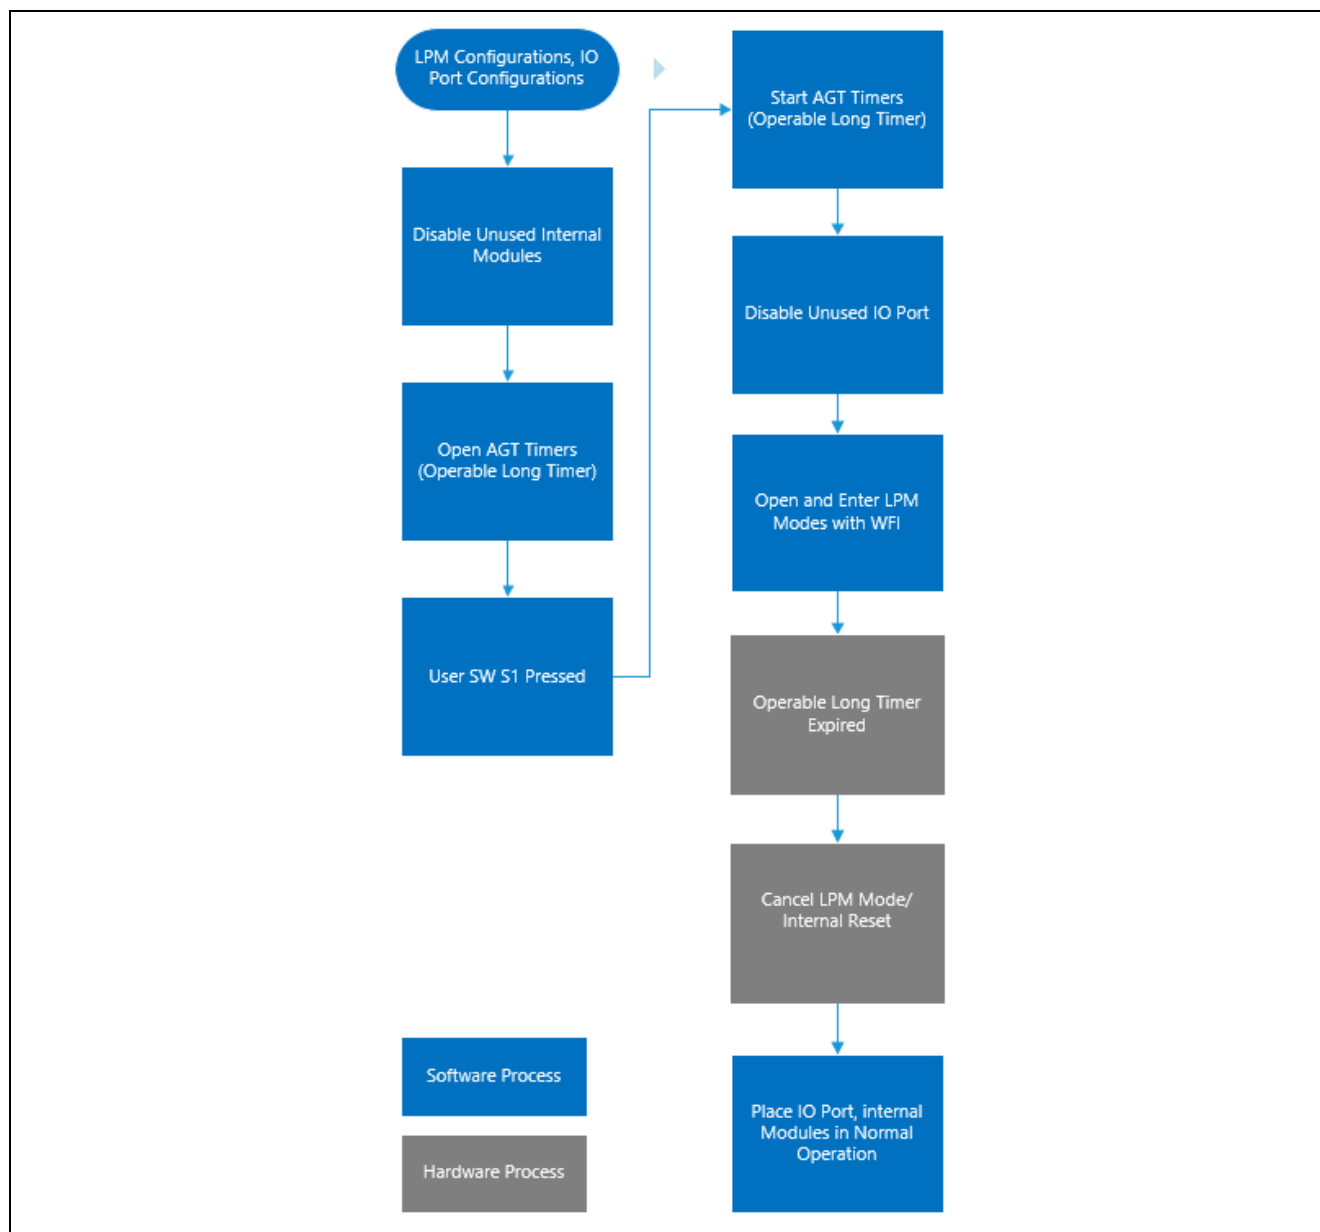 LPM Configurations, IO
Port Configurations
Disable Unused Internal
Modules
Open AGT Timers
(Operable Long Timer)
User SW S1 Pressed
Start AGT Timers
(Operable Long Timer)
Disable Unused IO Port
Open and Enter LPM
Modes with WFI
Operable Long Timer
Expired
Cancel LPM Mode/
Internal Reset
Place IO Port, internal
Modules in Normal
Operation
Software Process
Hardware Process